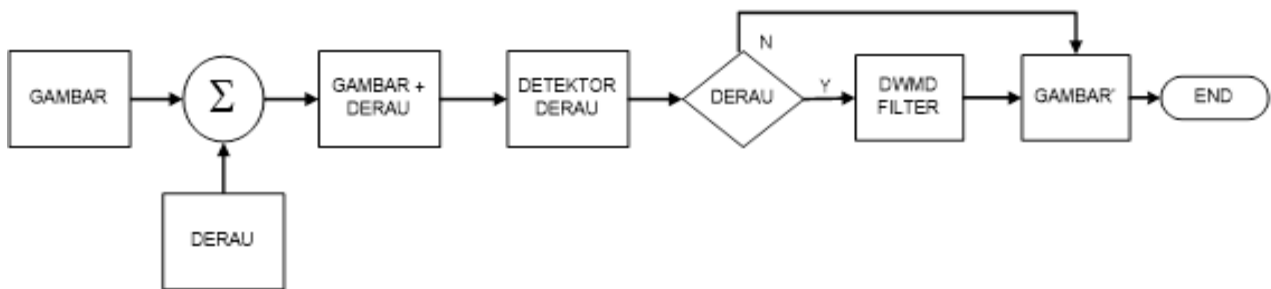 GAMBAR
Σ
DERAU
GAMBAR +
DERAU
DETEKTOR
DERAU
DERAU
N
Y
DWMD
FILTER
GAMBAR'
END